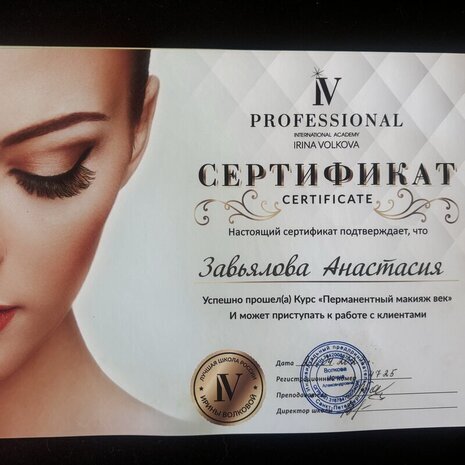 IV
PROFESSIONAL
INTERNATIONAL ACADEMY
IRINA VOLKOVA
СЕРТИФИКАТ
CERTIFICATE
Настоящий сертификат подтверждает, что
Завьялова Анастасия
Успешно прошел(а) Курс «Перманентный макияж век»
И может приступать к работе с клиентами
ЛУЧШАЯ ШКОЛА РОССИИ
IV
ИРИНЫ ВОЛКОВОЙ
Дата
Регистрационный номер
Преподаватель
Директор школы
Волкова